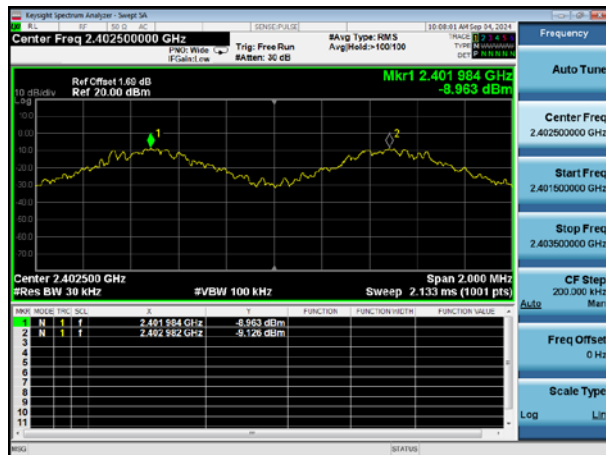 Keysight Spectrum Analyzer - Swept SA
RL RF 50 Ω AC SENSE:PULSE 10:08:01 AM Sep 04, 2024
Center Freq 2.402500000 GHz
PNO: Wide
IFGain:Low
Trig: Free Run
#Atten: 30 dB
#Avg Type: RMS
Avg|Hold:>100/100
TRACE 1 2 3 4 5 6
TYPE M
DET P N N N N N
Ref Offset 1.69 dB
Ref 20.00 dBm
10 dB/div
Log
Mkr1 2.401 984 GHz
-8.963 dBm
10.0
0.00
-10.0
-20.0
-30.0
-40.0
-50.0
-60.0
-70.0
1
2
Center 2.402500 GHz
Span 2.000 MHz
#Res BW 30 kHz
#VBW 100 kHz
Sweep 2.133 ms (1001 pts)
MKR MODE TRC SCL X Y FUNCTION FUNCTION WIDTH FUNCTION VALUE
1 N 1 f 2.401 984 GHz -8.963 dBm
2 N 1 f 2.402 982 GHz -9.126 dBm
3
4
5
6
7
8
9
10
11
MSG
STATUS
Frequency
Auto Tune
Center Freq
2.402500000 GHz
Start Freq
2.401500000 GHz
Stop Freq
2.403500000 GHz
CF Step
200.000 kHz
Auto Man
Freq Offset
0 Hz
Scale Type
Log Lin